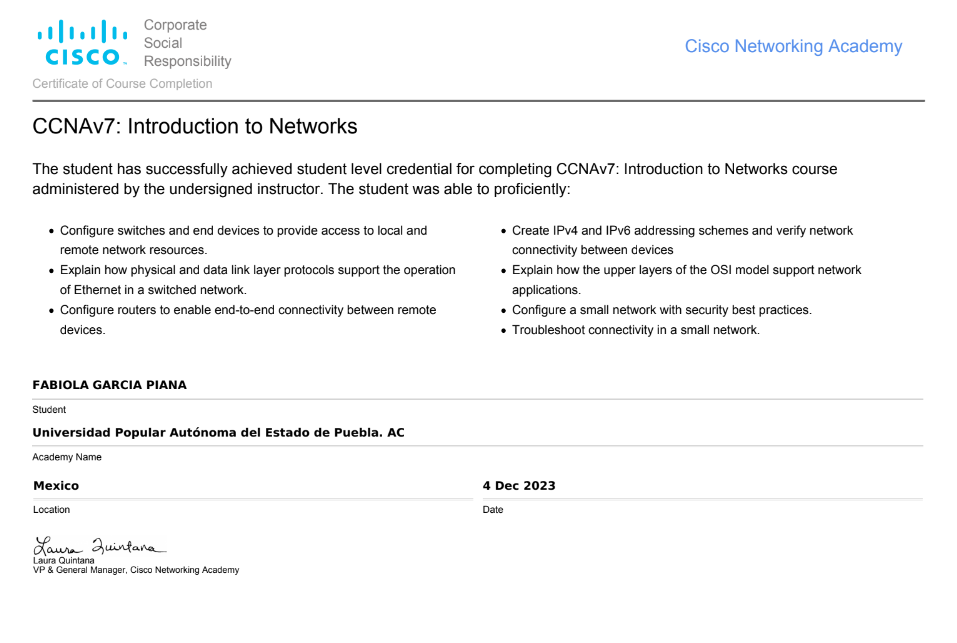 Corporate
Social
Responsibility
CISCO
Cisco Networking Academy
Certificate of Course Completion
CCNAv7: Introduction to Networks
The student has successfully achieved student level credential for completing CCNAv7: Introduction to Networks course
administered by the undersigned instructor. The student was able to proficiently:
• Configure switches and end devices to provide access to local and
remote network resources.
• Explain how physical and data link layer protocols support the operation
of Ethernet in a switched network.
• Configure routers to enable end-to-end connectivity between remote
devices.
• Create IPv4 and IPv6 addressing schemes and verify network
connectivity between devices
• Explain how the upper layers of the OSI model support network
applications.
• Configure a small network with security best practices.
• Troubleshoot connectivity in a small network.
FABIOLA GARCIA PIANA
Student
Universidad Popular Autónoma del Estado de Puebla. AC
Academy Name
Mexico
Location
4 Dec 2023
Date
Laura Quintana
Laura Quintana
VP & General Manager, Cisco Networking Academy